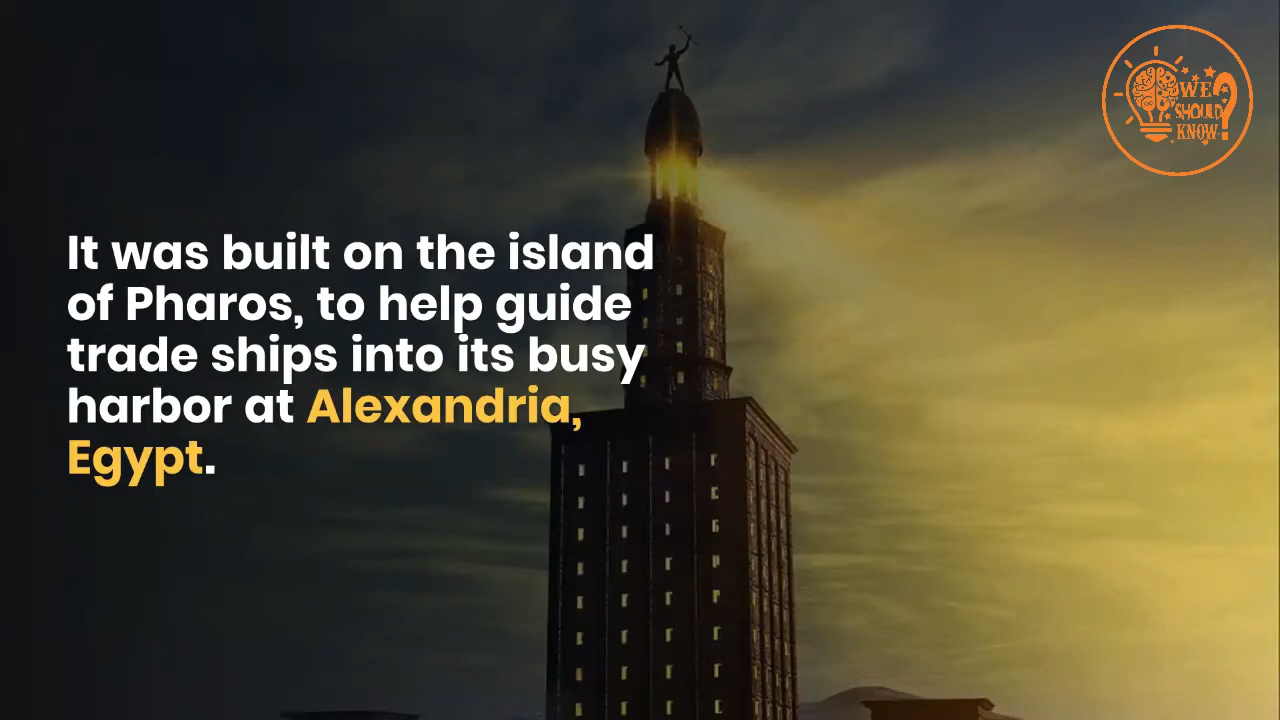 It was built on the island
of Pharos, to help guide
trade ships into its busy
harbor at Alexandria,
Egypt.
WE
SHOULD
KNOW